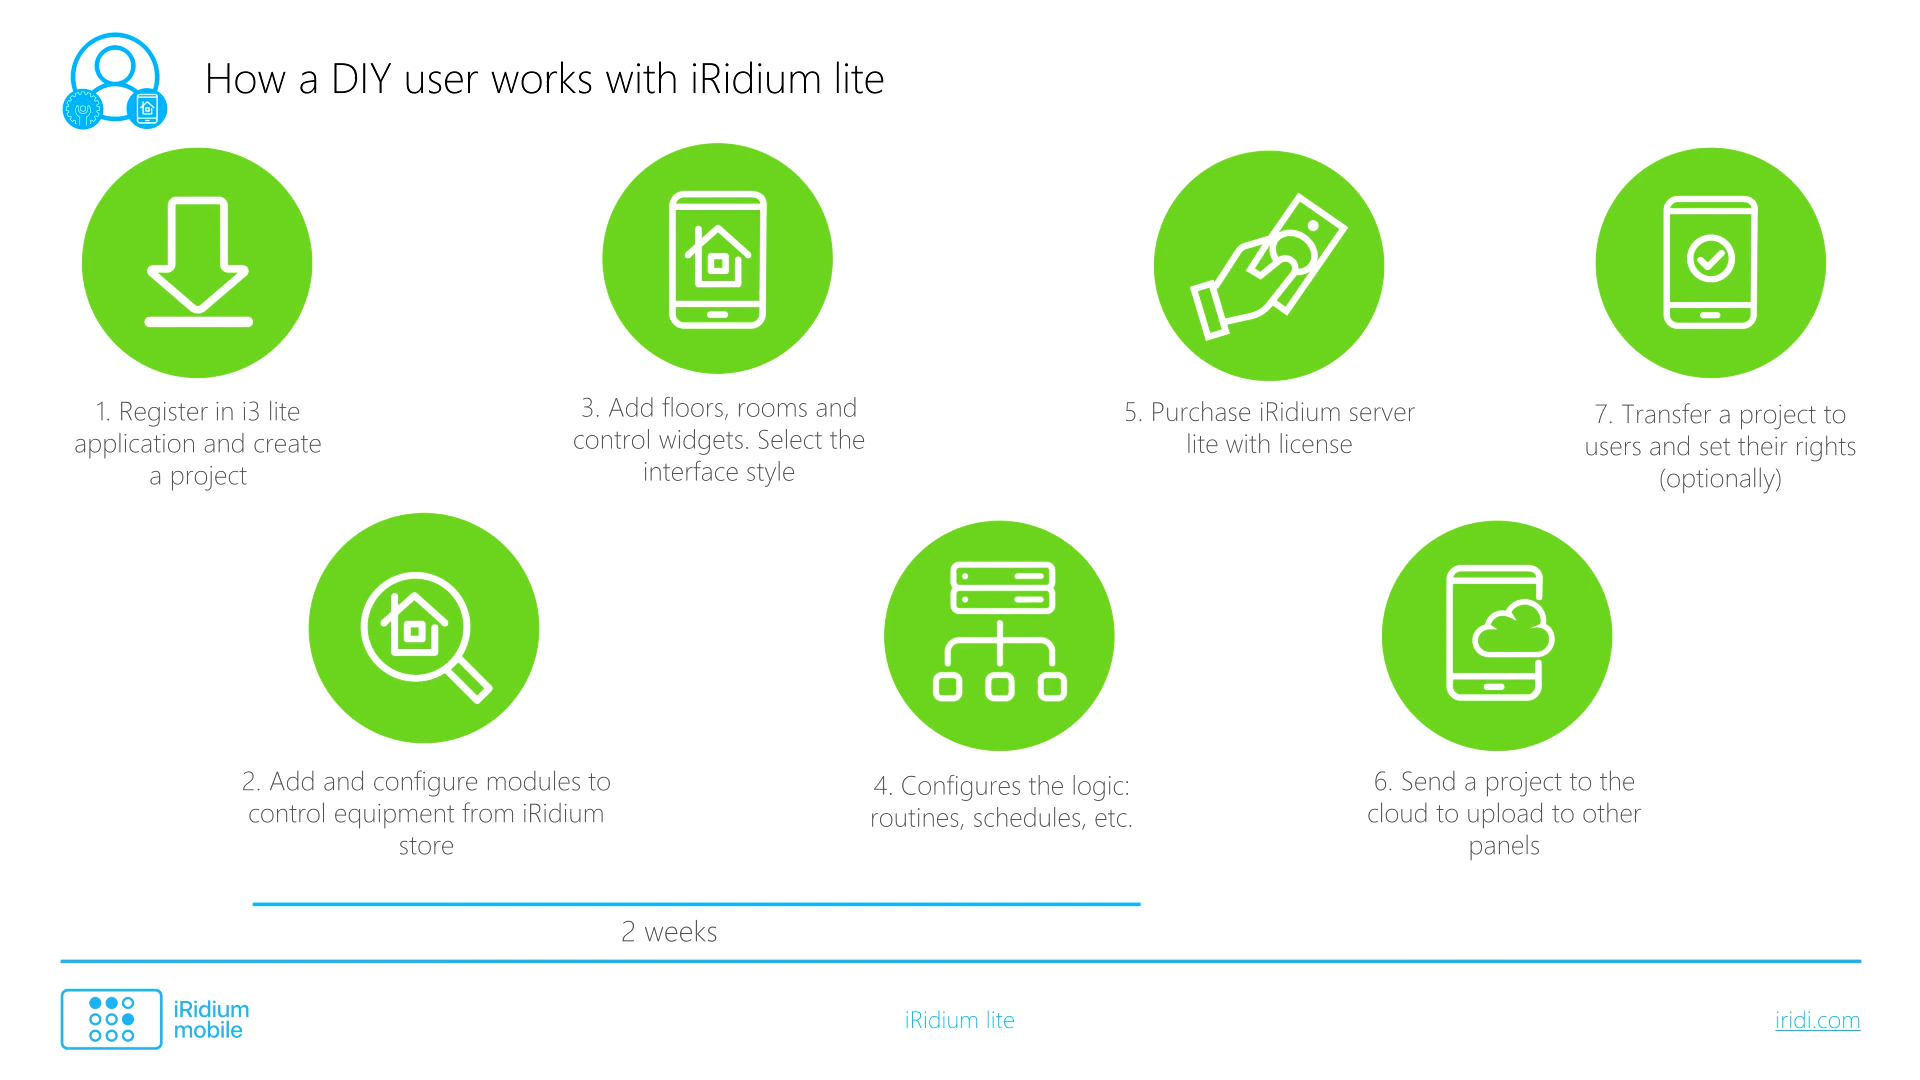 How a DIY user works with iRidium lite
1. Register in i3 lite
application and create
a project
3. Add floors, rooms and
control widgets. Select the
interface style
5. Purchase iRidium server
lite with license
7. Transfer a project to
users and set their rights
(optionally)
2. Add and configure modules to
control equipment from iRidium
store
4. Configures the logic:
routines, schedules, etc.
6. Send a project to the
cloud to upload to other
panels
2 weeks
iRidium
mobile
iRidium lite
iridi.com